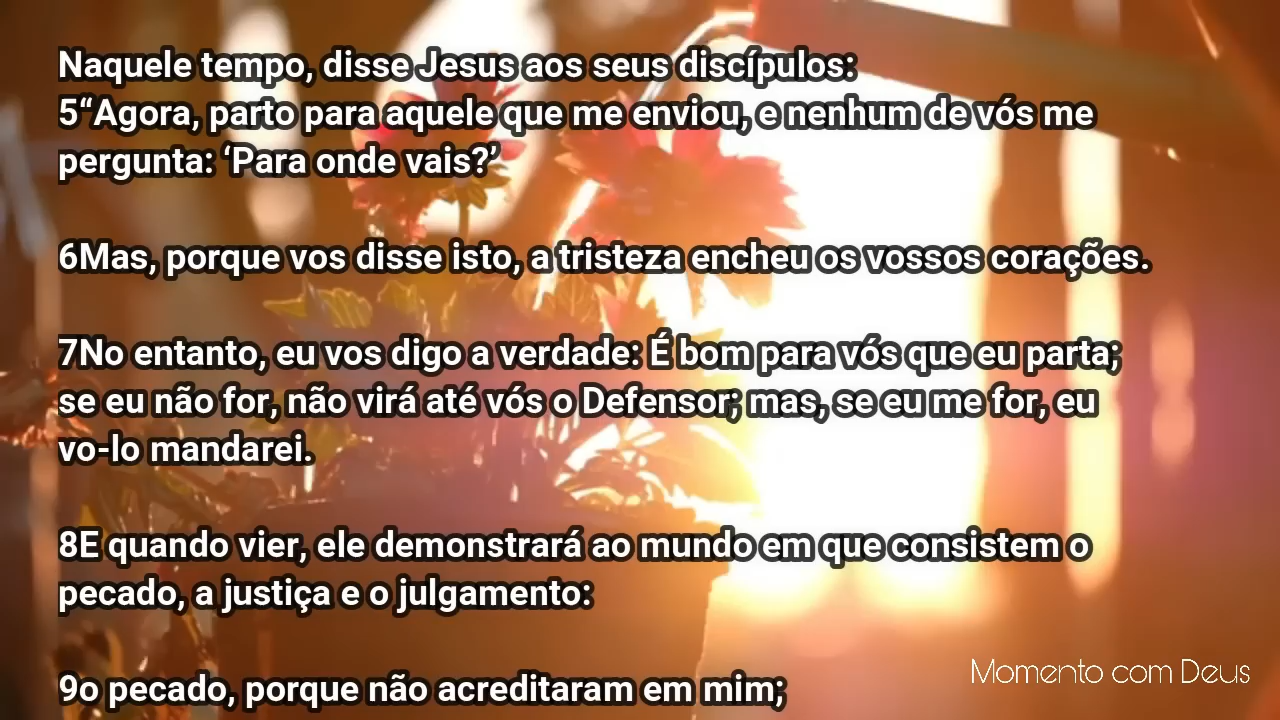 Naquele tempo, disse Jesus aos seus discípulos:
5“Agora, parto para aquele que me enviou, e nenhum de vós me
pergunta: ‘Para onde vais?’
6Mas, porque vos disse isto, a tristeza encheu os vossos corações.
7No entanto, eu vos digo a verdade: É bom para vós que eu parta;
se eu não for, não virá até vós o Defensor; mas, se eu me for, eu
vo-lo mandarei.
8E quando vier, ele demonstrará ao mundo em que consistem o
pecado, a justiça e o julgamento:
9o pecado, porque não acreditaram em mim;
Momento com Deus